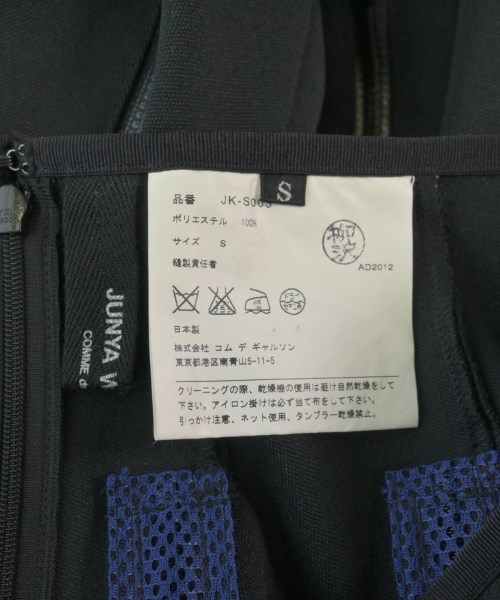 S
品番 JK-S003
ポリエステル 100%
サイズ S
縫製責任者
AD2012
日本製
株式会社 コム デ ギャルソン
東京都港区南青山5-11-5
クリーニングの際、乾燥機の使用は避け自然乾燥をして
下さい。アイロン掛けは必ず当て布をして下さい。
引っかけ注意、ネット使用、タンブラー乾燥禁止。
JUNYA
COMME